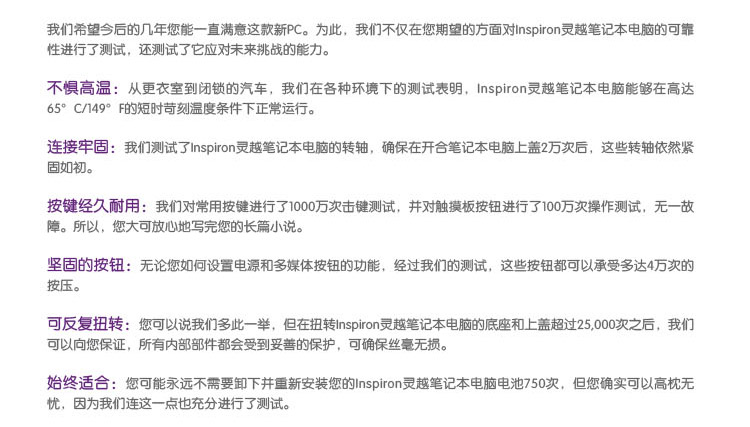 我们希望今后的几年您能一直满意这款新PC。为此，我们不仅在您期望的方面对Inspiron灵越笔记本电脑的可靠
性进行了测试，还测试了它应对未来挑战的能力。
不惧高温：从更衣室到闭锁的汽车，我们在各种环境下的测试表明，Inspiron灵越笔记本电脑能够在高达
65°C/149°F的短时苛刻温度条件下正常运行。
连接牢固：我们测试了Inspiron灵越笔记本电脑的转轴，确保在开合笔记本电脑上盖2万次后，这些转轴依然紧
固如初。
按键经久耐用：我们对常用按键进行了1000万次击键测试，并对触摸板按钮进行了100万次操作测试，无一故
障。所以，您大可放心地写完您的长篇小说。
坚固的按钮：无论您如何设置电源和多媒体按钮的功能，经过我们的测试，这些按钮都可以承受多达4万次的
按压。
可反复扭转：您可以说我们多此一举，但在扭转Inspiron灵越笔记本电脑的底座和上盖超过25,000次之后，我们
可以向您保证，所有内部部件都会受到妥善的保护，可确保丝毫无损。
始终适合：您可能永远不需要卸下并重新安装您的Inspiron灵越笔记本电脑电池750次，但您确实可以高枕无
忧，因为我们连这一点也充分进行了测试。